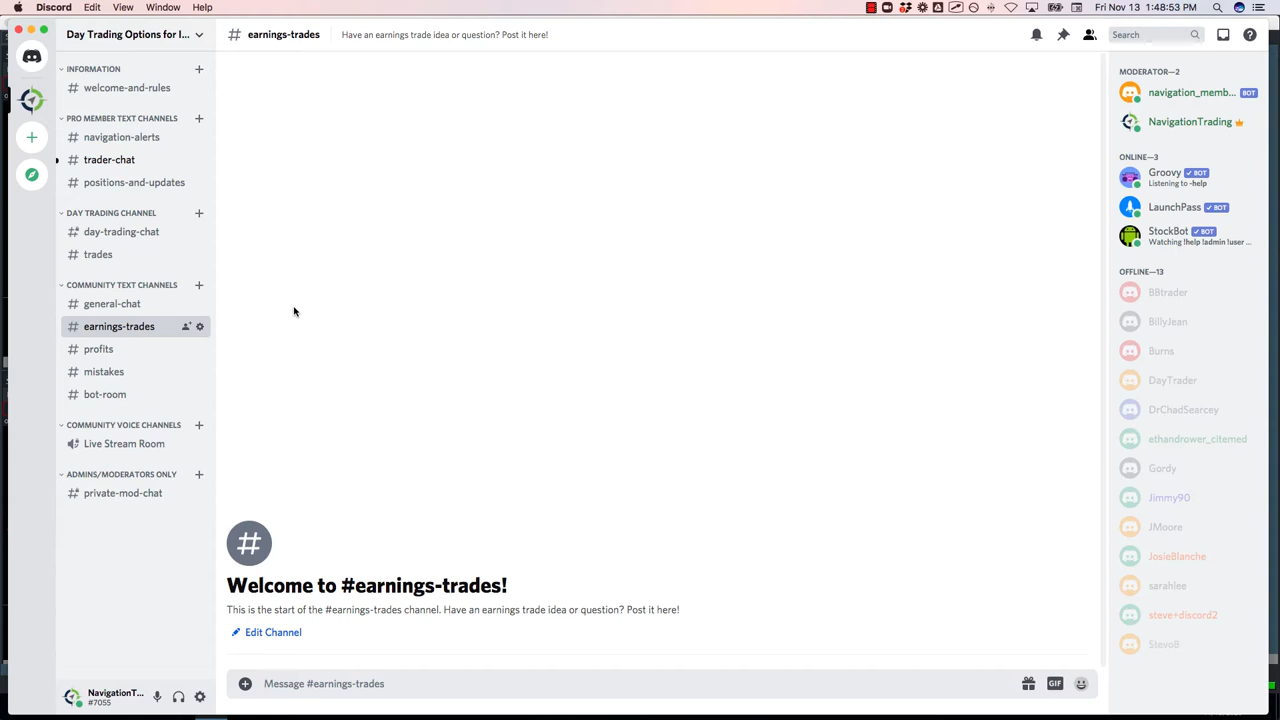 Discord Edit View Window Help
Fri Nov 13 1:48:53 PM
Day Trading Options for I...
# earnings-trades
Have an earnings trade idea or question? Post it here!
Search
INFORMATION
# welcome-and-rules
PRO MEMBER TEXT CHANNELS
# navigation-alerts
# trader-chat
# positions-and-updates
DAY TRADING CHANNEL
# day-trading-chat
# trades
COMMUNITY TEXT CHANNELS
# general-chat
# earnings-trades
# profits
# mistakes
# bot-room
COMMUNITY VOICE CHANNELS
Live Stream Room
ADMINS/MODERATORS ONLY
# private-mod-chat
NavigationT...
#7055
#
Welcome to #earnings-trades!
This is the start of the #earnings-trades channel. Have an earnings trade idea or question? Post it here!
Edit Channel
Message #earnings-trades
GIF
MODERATOR—2
navigation_memb... BOT
NavigationTrading
ONLINE—3
Groovy ✓ BOT
Listening to -help
LaunchPass ✓ BOT
StockBot ✓ BOT
Watching !help !admin !user ...
OFFLINE—13
BBtrader
BillyJean
Burns
DayTrader
DrChadSearcey
ethandrower_citemed
Gordy
Jimmy90
JMoore
JosieBlanche
sarahlee
steve+discord2
StevoB